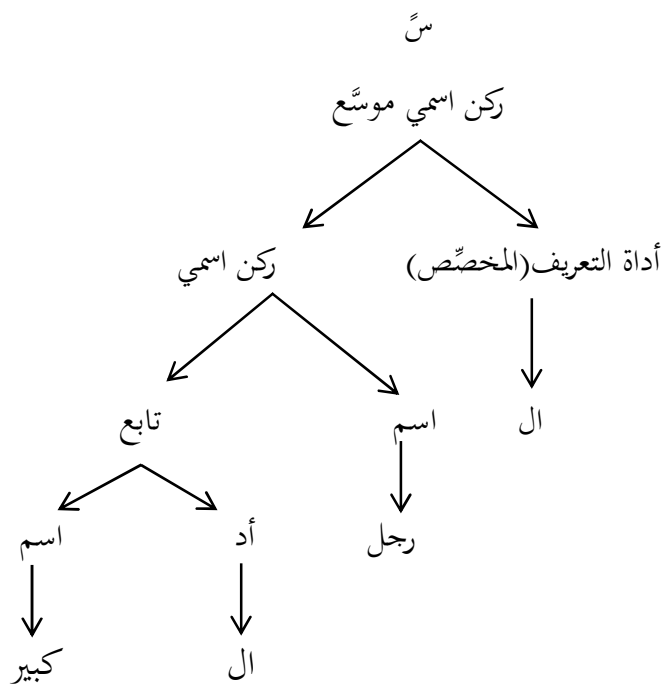 سً
ركن اسمي موسَّع
أداة التعريف(المخصِّص) ركن اسمي
ال اسم تابع
رجل أد اسم
ال كبير